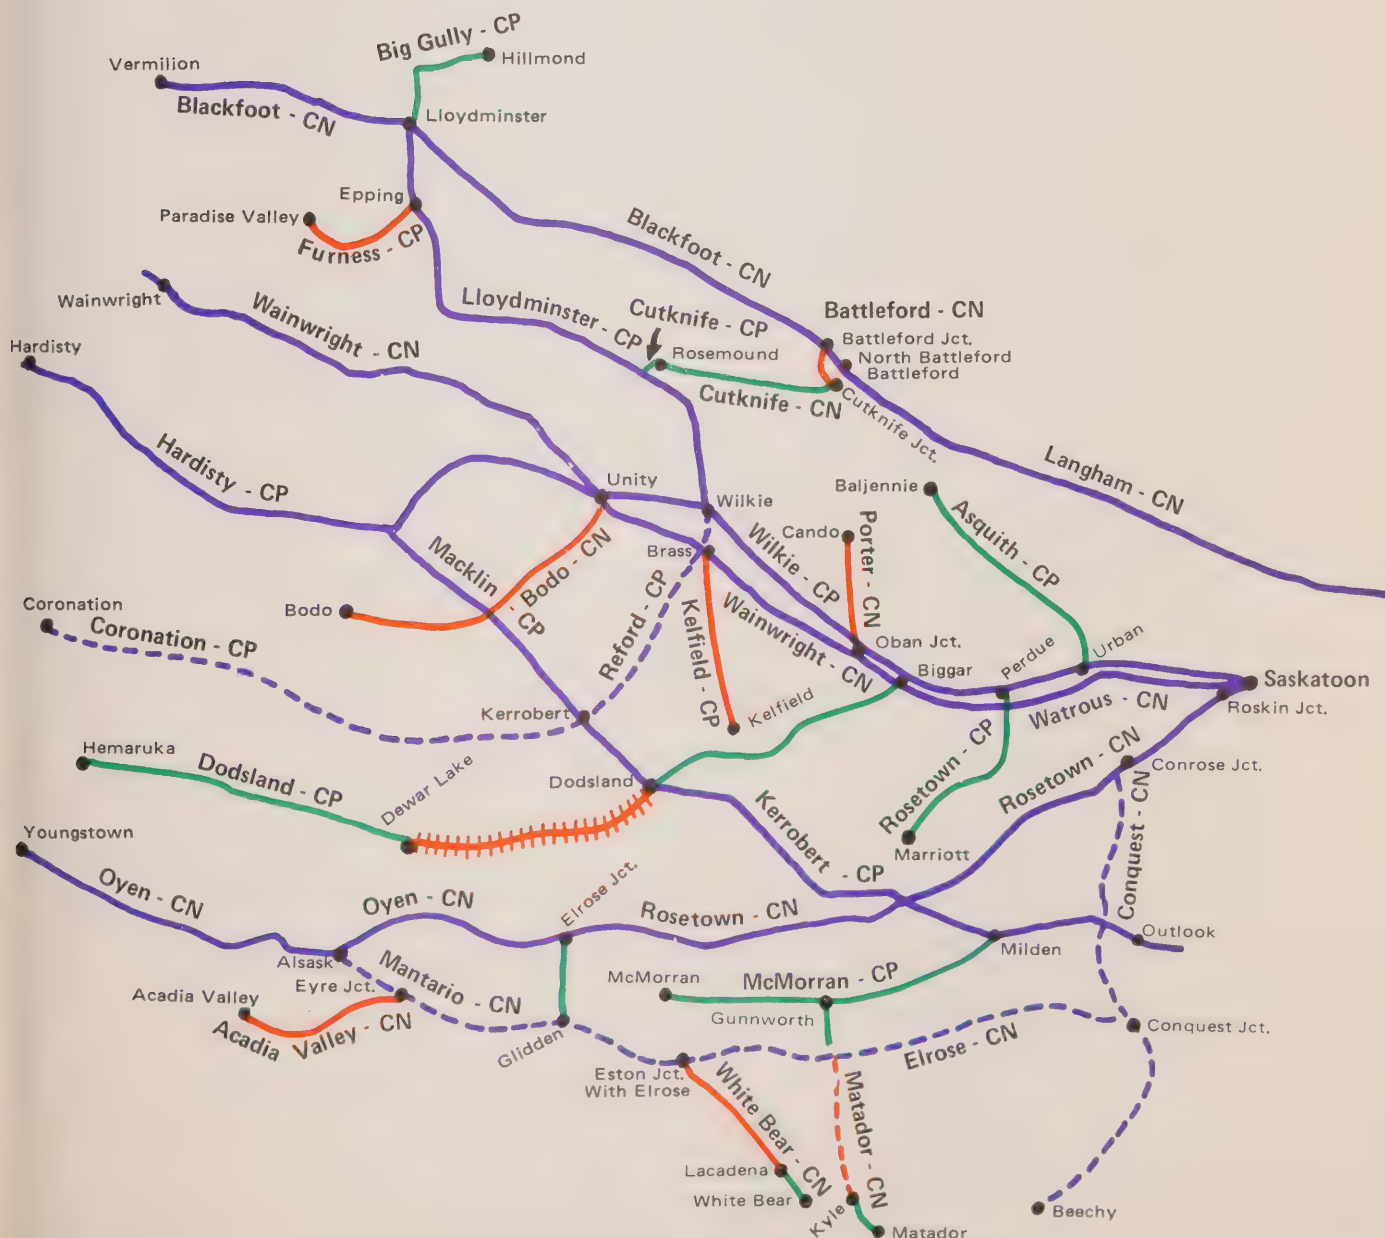 Big Gully - CP
Hillmond
Vermilion
Blackfoot - CN
Lloydminster
Epping
Paradise Valley
Furness - CP
Blackfoot - CN
Wainwright
Wainwright - CN
Lloydminster - CP
Cutknife - CP
Rosemound
Battleford - CN
Battleford Jct.
North Battleford
Battleford
Cutknife - CN
Cutknife Jct.
Hardisty
Hardisty - CP
Langham - CN
Unity
Wilkie
Baljennie
Asquith - CP
Cando
Porter - CN
Wilkie - CP
Brass
Macklin - CP
Bodo - CN
Bodo
Reford - CP
Kelfield - CP
Wainwright - CN
Oban Jct.
Biggar
Perdue
Urban
Saskatoon
Roskin Jct.
Watrous - CN
Coronation
Coronation - CP
Kerrobert
Kelfield
Rosetown - CP
Rosetown - CN
Conrose Jct.
Hemaruka
Dodsland - CP
Dewar Lake
Dodsland
Kerrobert - CP
Marriott
Conquest - CN
Youngstown
Oyen - CN
Oyen - CN
Elrose Jct.
Rosetown - CN
Outlook
Milden
Alsask
Eyre Jct.
Mantario - CN
McMorran
McMorran - CP
Gunnworth
Acadia Valley
Acadia Valley - CN
Glidden
Conquest Jct.
Elrose - CN
Eston Jct.
With Elrose
White Bear - CN
Matador - CN
Lacadena
White Bear
Kyle
Matador
Beechy